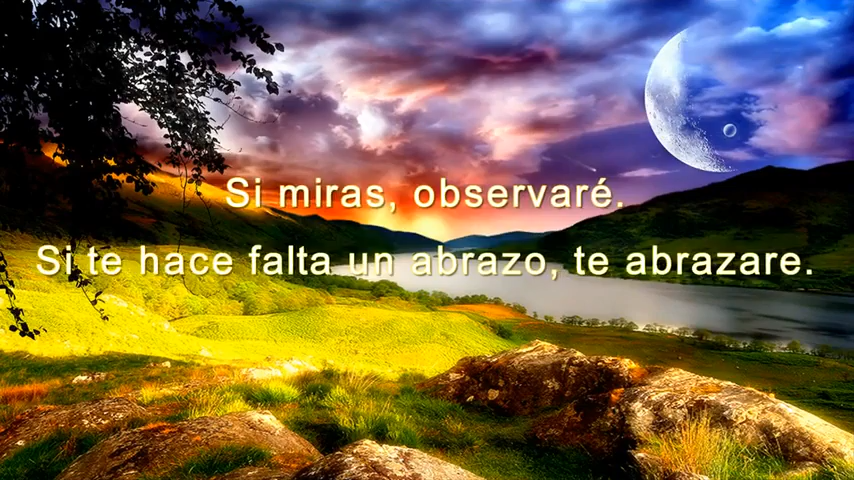 Si miras, observaré.
Si te hace falta un abrazo, te abrazare.